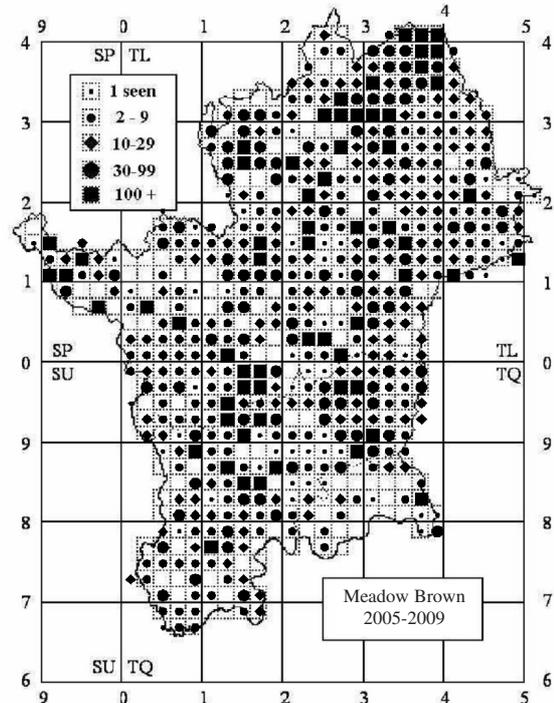 9 0 1 2 3 4 5
4 SP TL 4
1 seen
2 - 9
10-29
30-99
100 +
3 3
2 2
1 1
SP TL
0 0
SU TQ
9 9
8 8
7 7
Meadow Brown
2005-2009
SU TQ
6 6
9 0 1 2 3 4 5